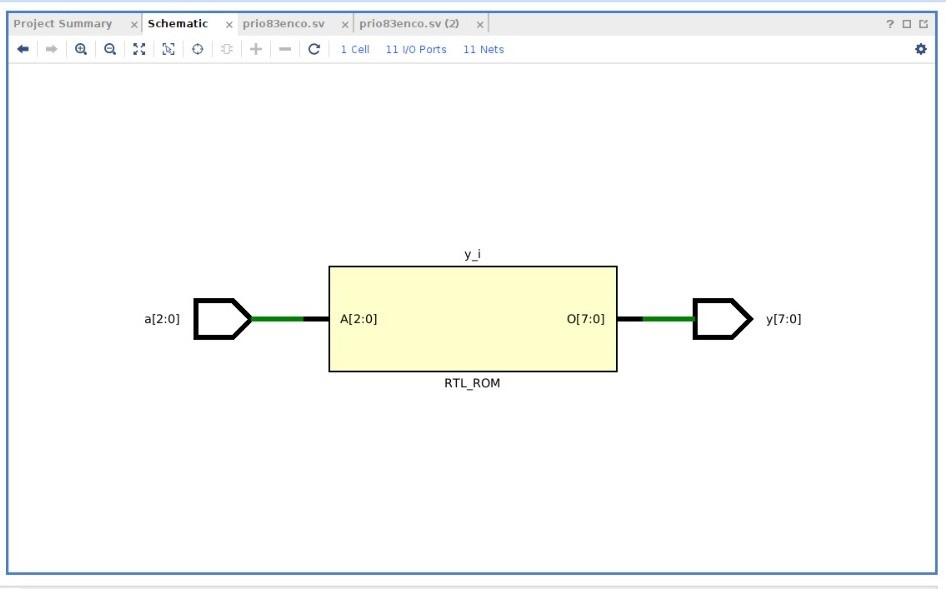 Project Summary × Schematic × prio83enco.sv × prio83enco.sv (2) × ?
1 Cell 11 I/O Ports 11 Nets
y_i
a[2:0] A[2:0] O[7:0] y[7:0]
RTL_ROM